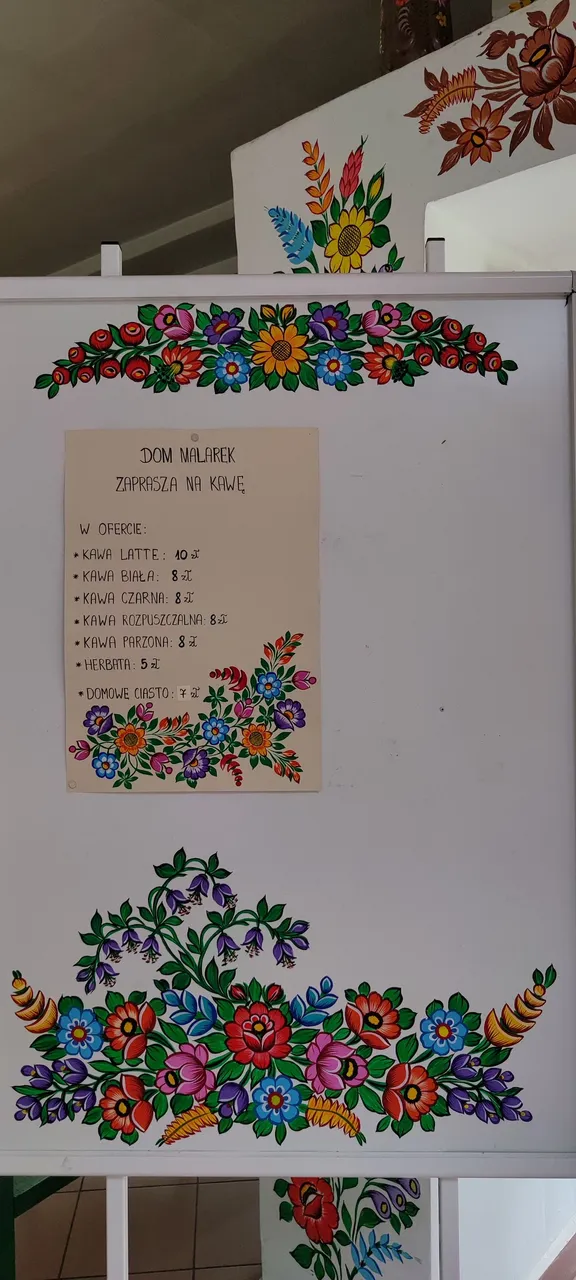 DOM MALAREK
ZAPRASZA NA KAWĘ
W OFERCIE:
* KAWA LATTE: 10 zł
* KAWA BIAŁA: 8 zł
* KAWA CZARNA: 8 zł
* KAWA ROZPUSZCZALNA: 8 zł
* KAWA PARZONA: 8 zł
* HERBATA: 5 zł
* DOMOWE CIASTO: 7 zł